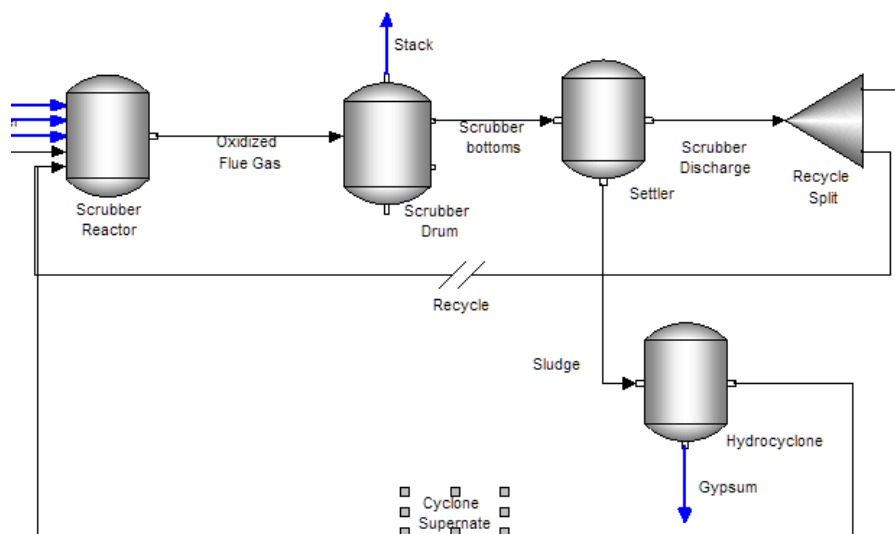 Stack
Oxidized
Flue Gas
Scrubber
bottoms
Scrubber
Discharge
Recycle
Split
Scrubber
Reactor
Scrubber
Drum
Settler
Recycle
Sludge
Hydrocyclone
Gypsum
Cyclone
Supernate